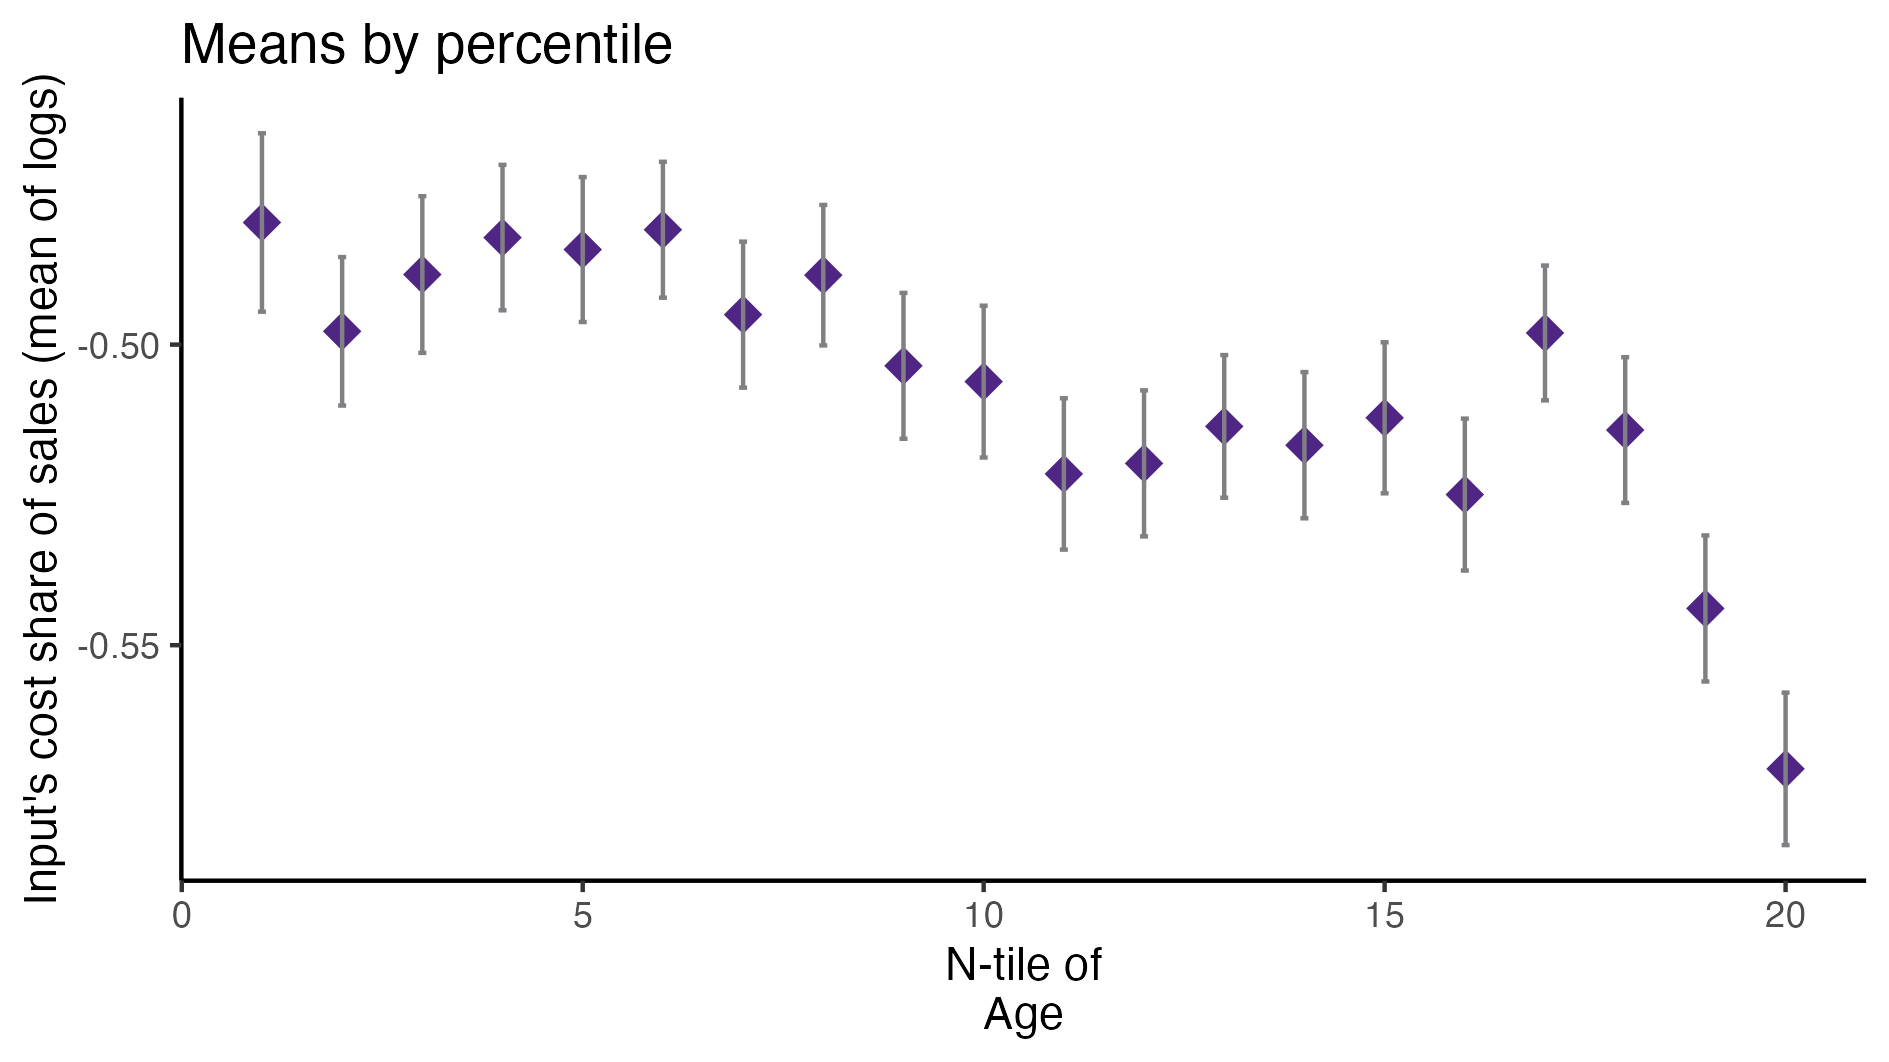 Means by percentile
Input's cost share of sales (mean of logs)
-0.50
-0.55
0
5
10
15
20
N-tile of
Age